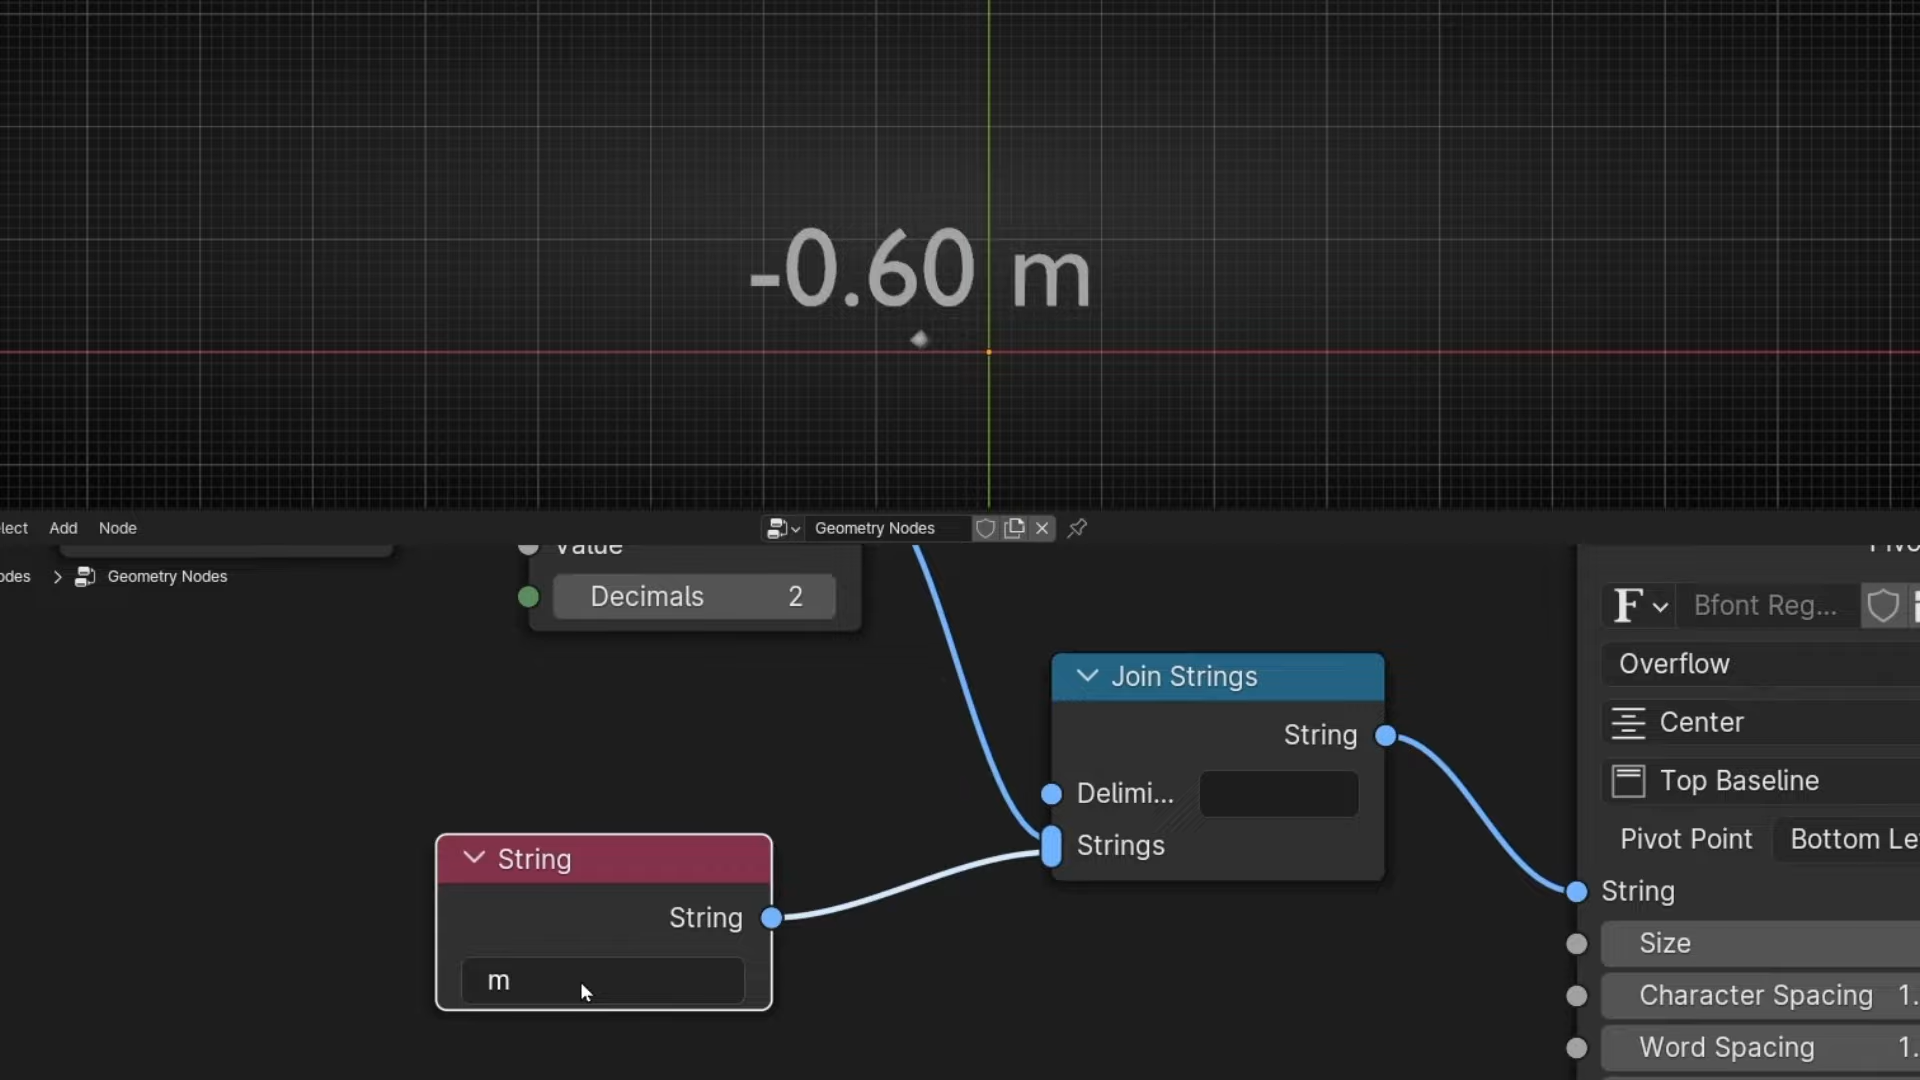 -0.60 m
lect Add Node
Geometry Nodes
Value
odes > Geometry Nodes
Decimals 2
F Bfont Reg...
Overflow
Join Strings
Center
String
Top Baseline
Delimi...
Pivot Point Bottom Le
Strings
String
String
String
Size
m
Character Spacing 1.
Word Spacing 1.